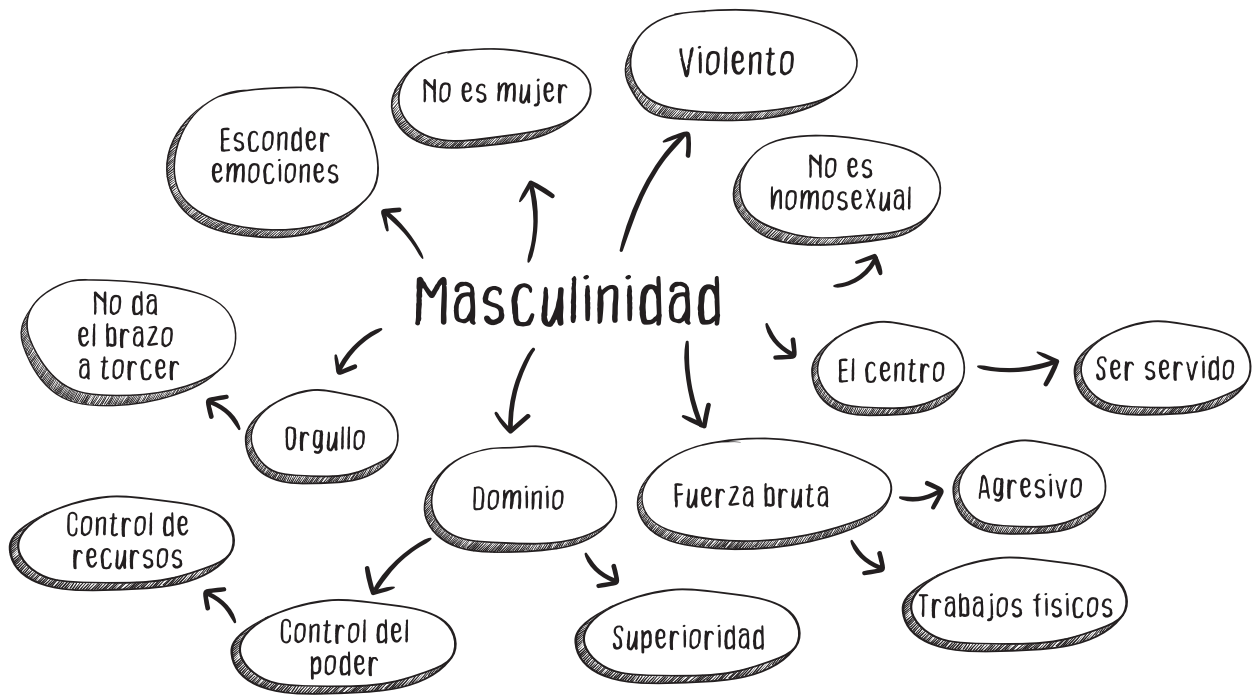 Violento
No es mujer
Esconder
emociones
No es
homosexual
Masculinidad
No da
el brazo
a torcer
El centro
Ser servido
Orgullo
Dominio
Fuerza bruta
Agresivo
Control de
recursos
Trabajos fisicos
Control del
poder
Superioridad